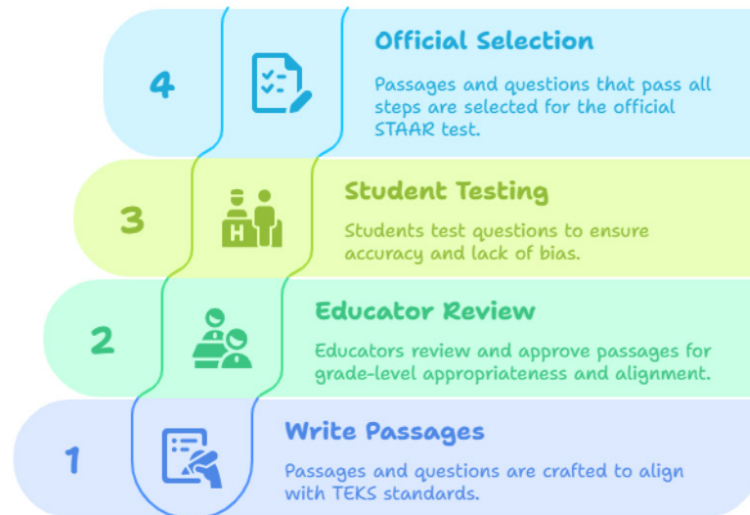 4
Official Selection
Passages and questions that pass all
steps are selected for the official
STAAR test.
3
H
Student Testing
Students test questions to ensure
accuracy and lack of bias.
2
Educator Review
Educators review and approve passages for
grade-level appropriateness and alignment.
1
Write Passages
Passages and questions are crafted to align
with TEKS standards.